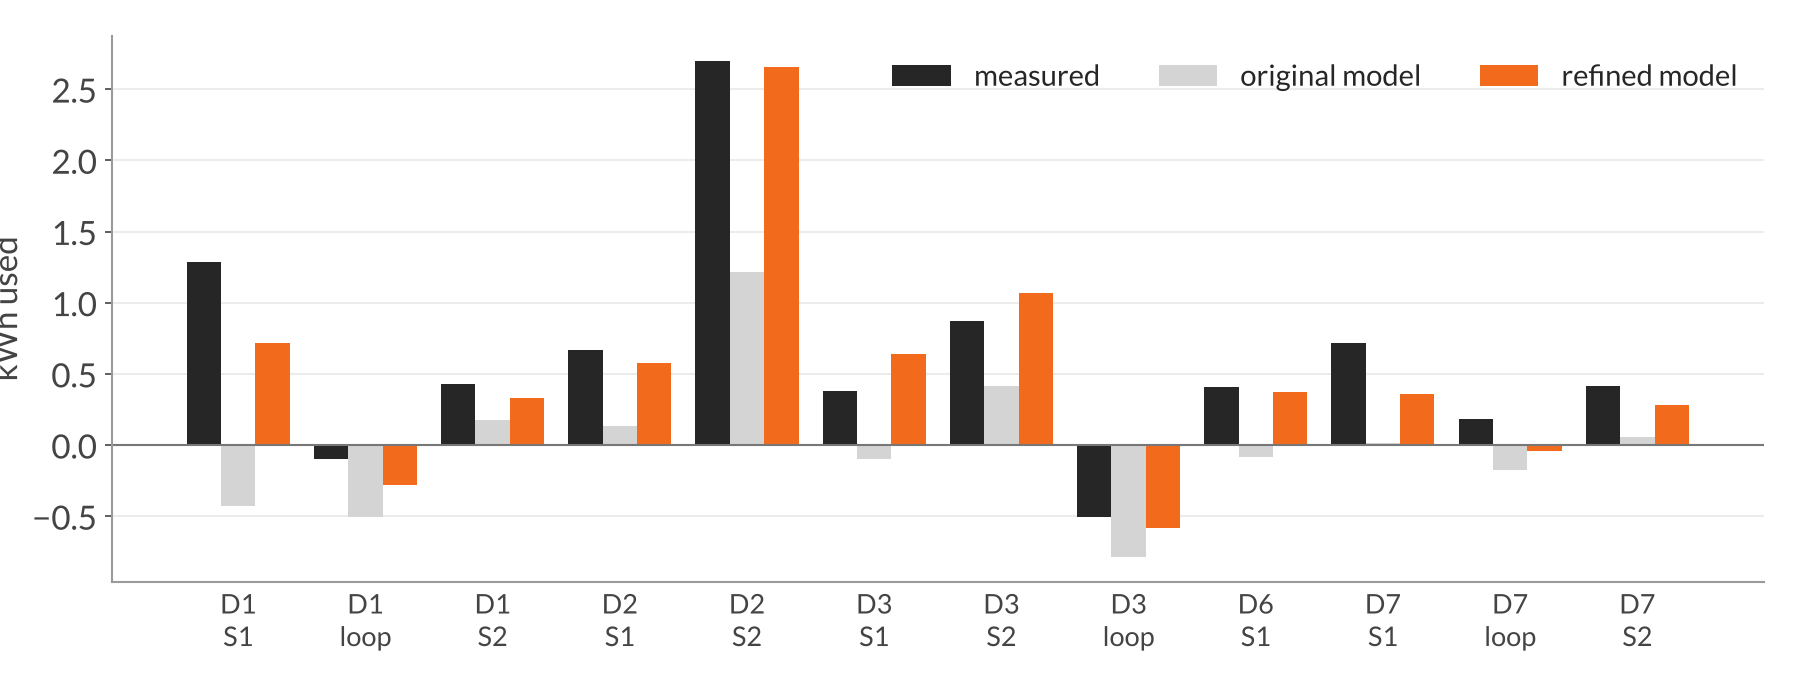 measured
original model
refined model
kWh used
2.5
2.0
1.5
1.0
0.5
0.0
−0.5
D1 S1
D1 loop
D1 S2
D2 S1
D2 S2
D3 S1
D3 S2
D3 loop
D6 S1
D7 S1
D7 loop
D7 S2